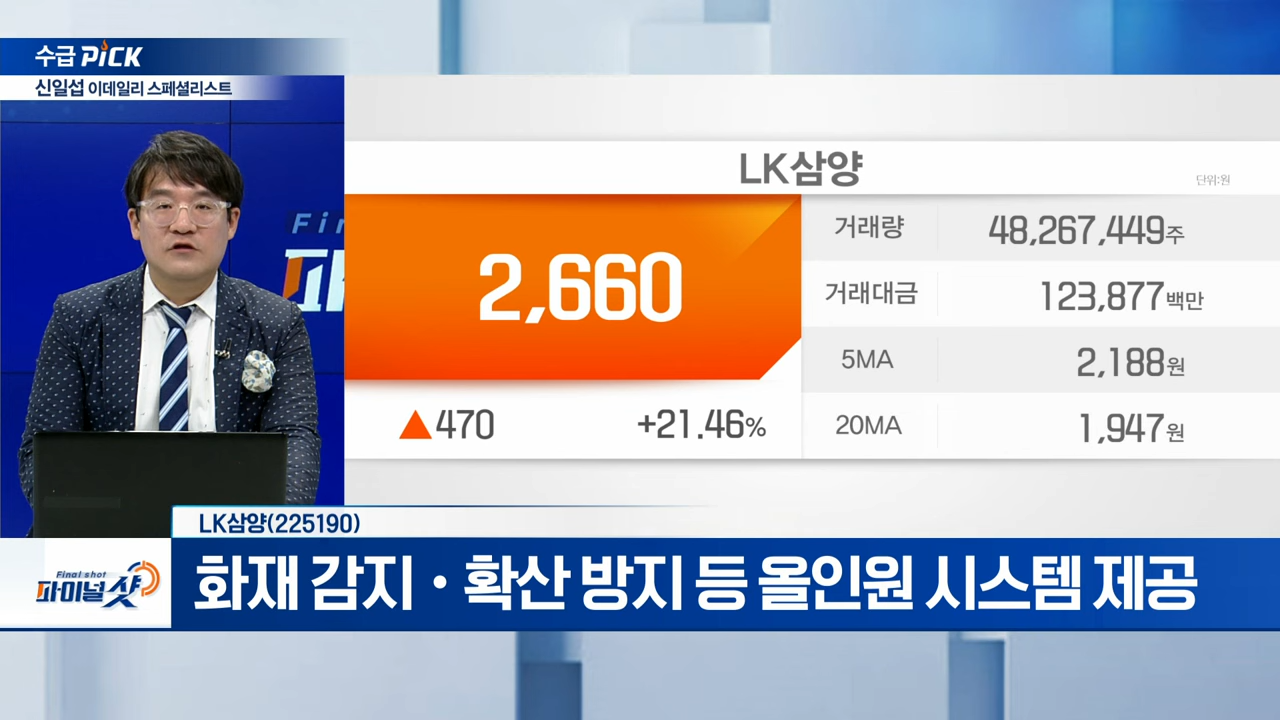 수급 PiCK
신일섭 이데일리 스페셜리스트
LK삼양
단위:원
2,660
▲470 +21.46%
거래량 48,267,449주
거래대금 123,877백만
5MA 2,188원
20MA 1,947원
LK삼양(225190)
Final shot
파이널샷
화재 감지·확산 방지 등 올인원 시스템 제공